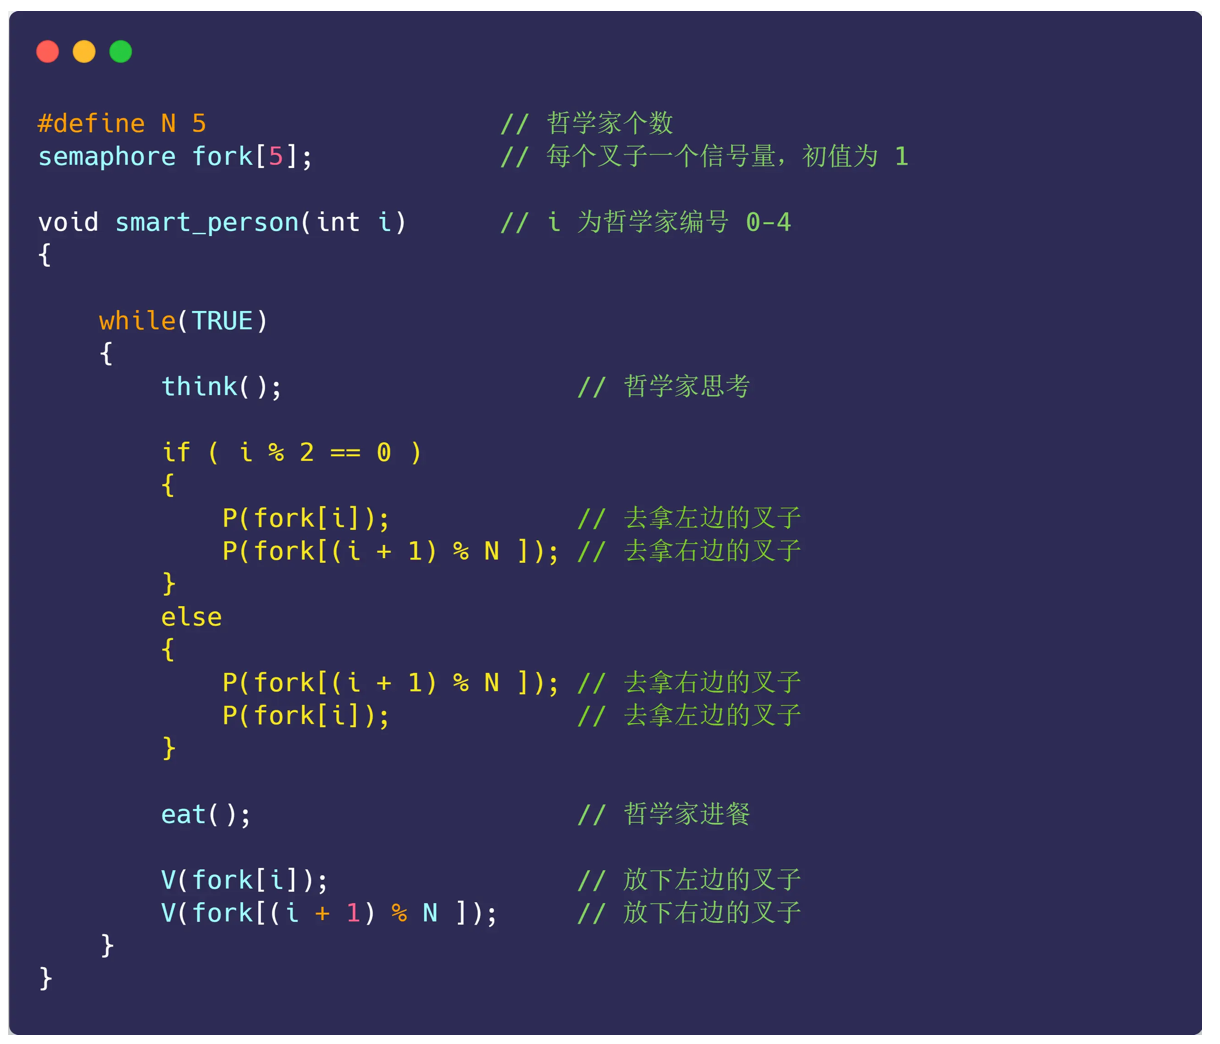 #define N 5                   // 哲学家个数
semaphore fork[5];            // 每个叉子一个信号量，初值为 1
void smart_person(int i)      // i 为哲学家编号 0-4
{
    while(TRUE)
    {
        think();                   // 哲学家思考
        if ( i % 2 == 0 )
        {
            P(fork[i]);            // 去拿左边的叉子
            P(fork[(i + 1) % N ]); // 去拿右边的叉子
        }
        else
        {
            P(fork[(i + 1) % N ]); // 去拿右边的叉子
            P(fork[i]);            // 去拿左边的叉子
        }
        eat();                     // 哲学家进餐
        V(fork[i]);                // 放下左边的叉子
        V(fork[(i + 1) % N ]);     // 放下右边的叉子
    }
}